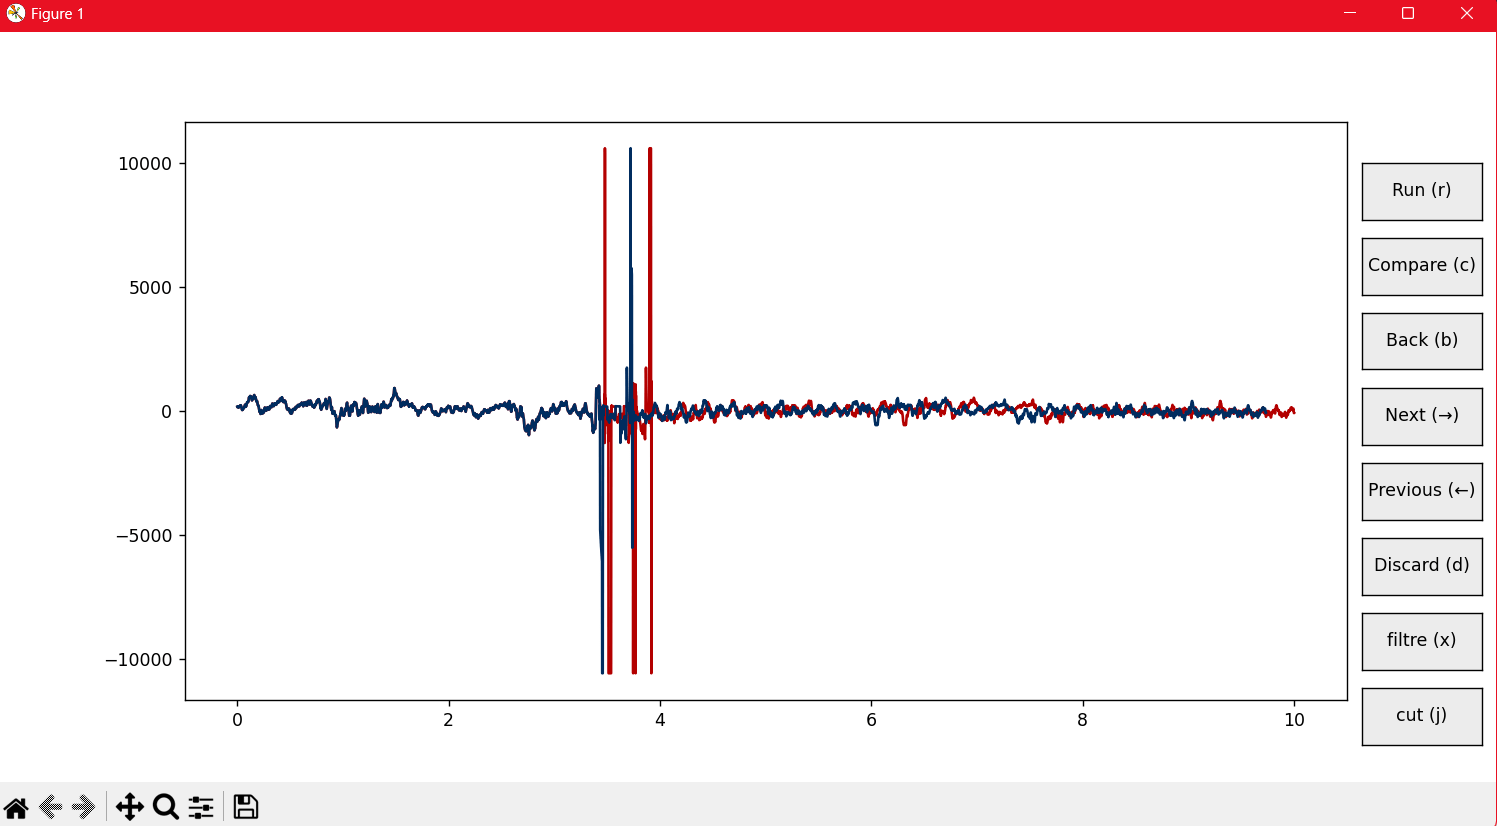 Figure 1
10000
5000
0
−5000
−10000
0 2 4 6 8 10
Run (r)
Compare (c)
Back (b)
Next (→)
Previous (←)
Discard (d)
filtre (x)
cut (j)